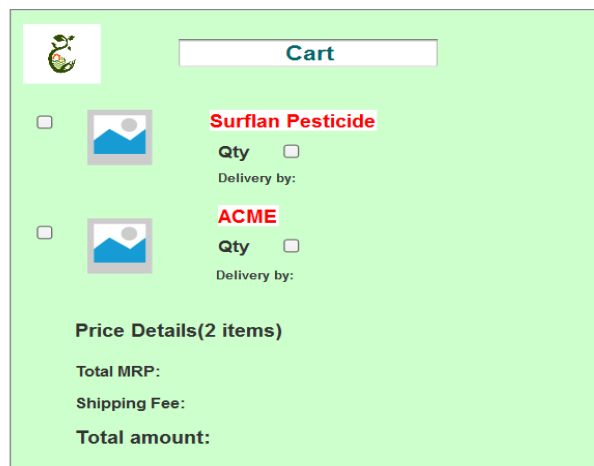 Cart
Surflan Pesticide
Qty
Delivery by:
ACME
Qty
Delivery by:
Price Details(2 items)
Total MRP:
Shipping Fee:
Total amount: